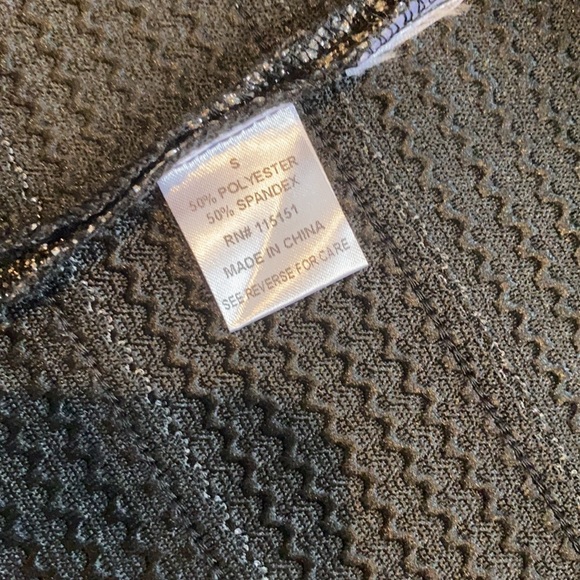 S
50% POLYESTER
50% SPANDEX
RN# 115151
MADE IN CHINA
SEE REVERSE FOR CARE